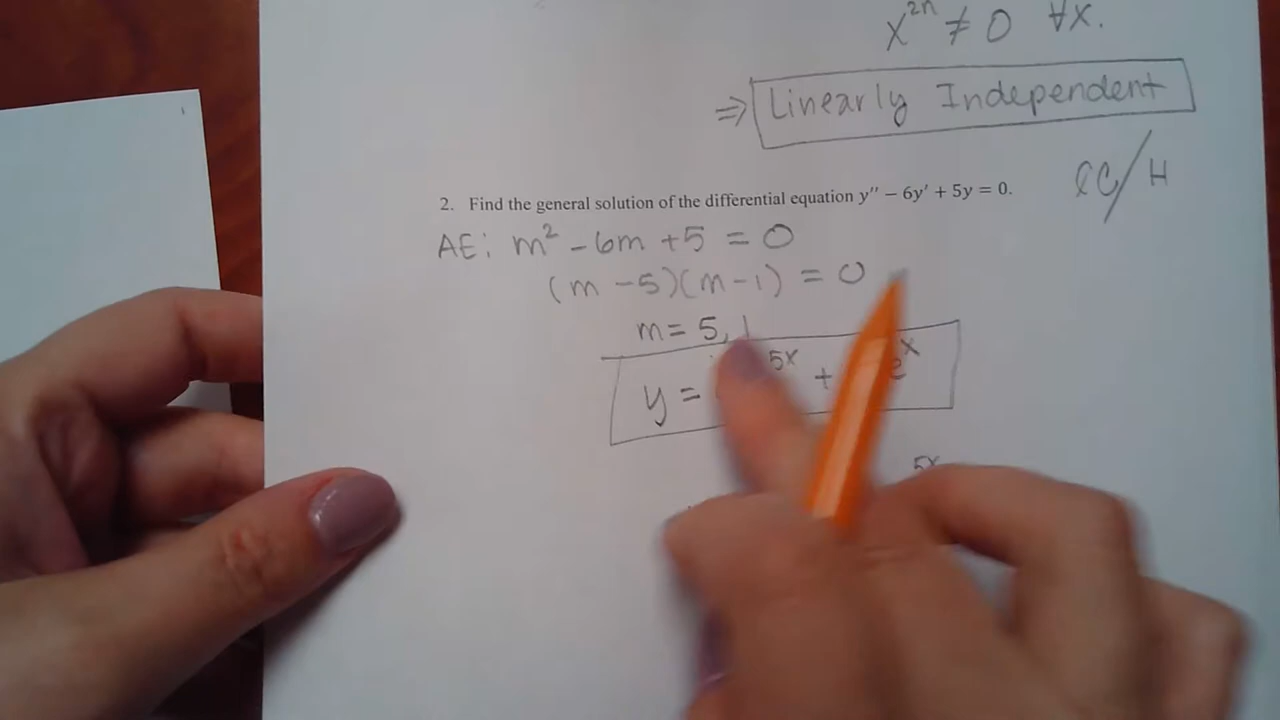 x^{2n} ≠ 0 ∀x.
⇒ Linearly Independent
LC/H
2. Find the general solution of the differential equation y″ − 6y′ + 5y = 0.
AE: m² - 6m + 5 = 0
(m - 5)(m - 1) = 0
m = 5, 1
y = 5x + e^x
5x